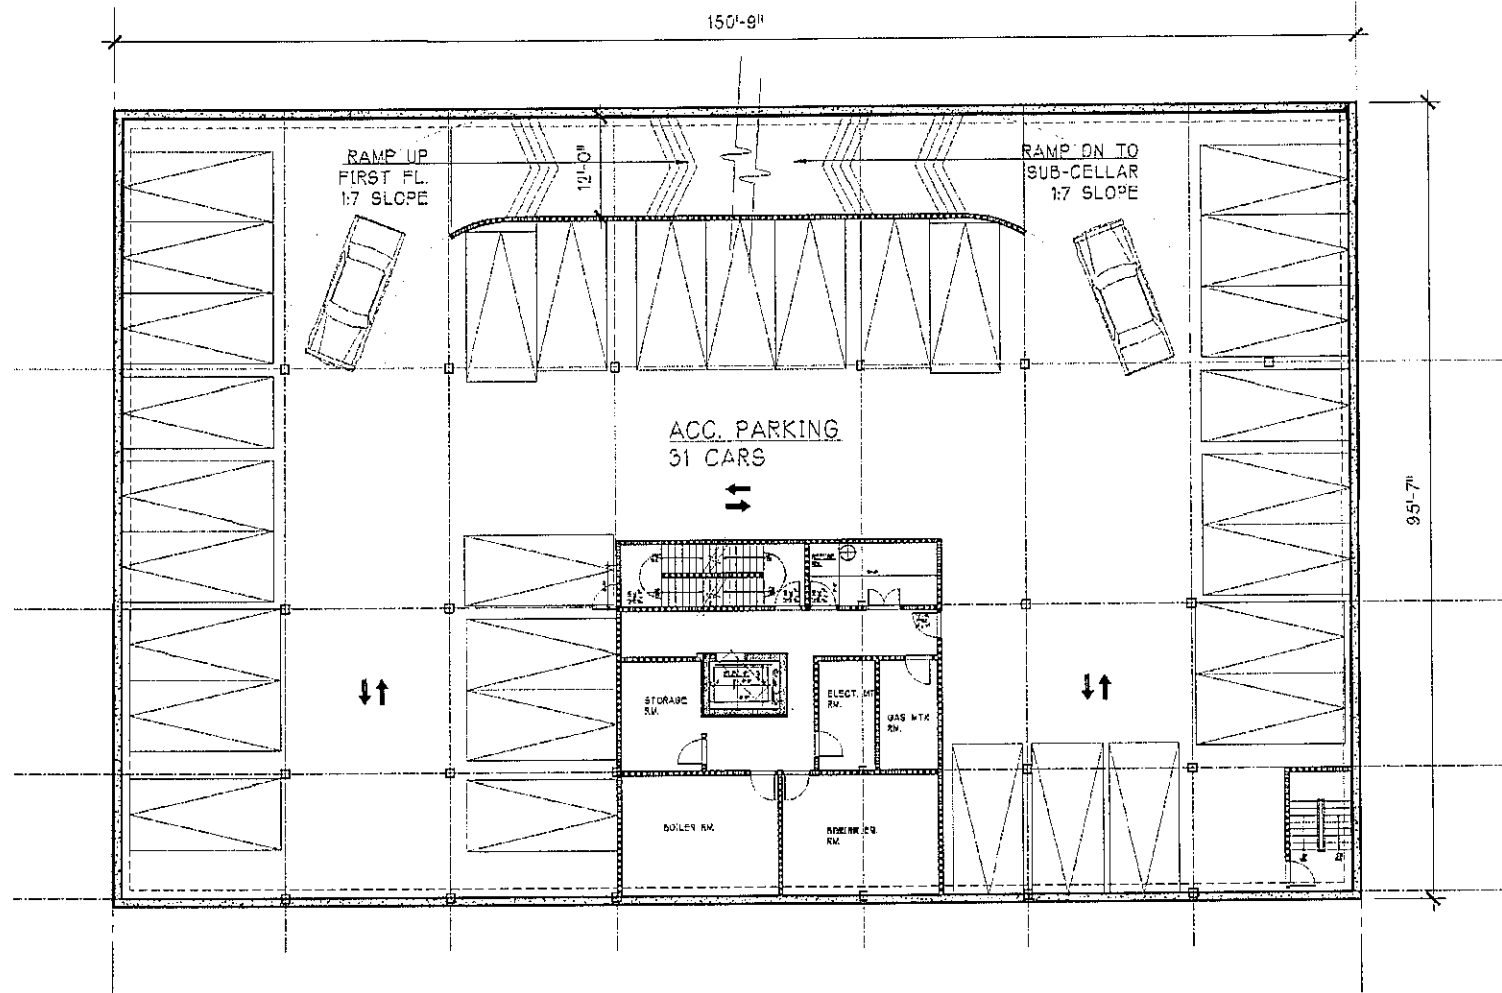 150'-9"
RAMP UP
FIRST FL.
1:7 SLOPE
12'-0"
RAMP DN TO
SUB-CELLAR
1:7 SLOPE
ACC. PARKING
31 CARS
95'-7"
STORAGE
RM.
ELECT. MT
RM.
GAS MTR
RM.
BOILER RM.
RM.